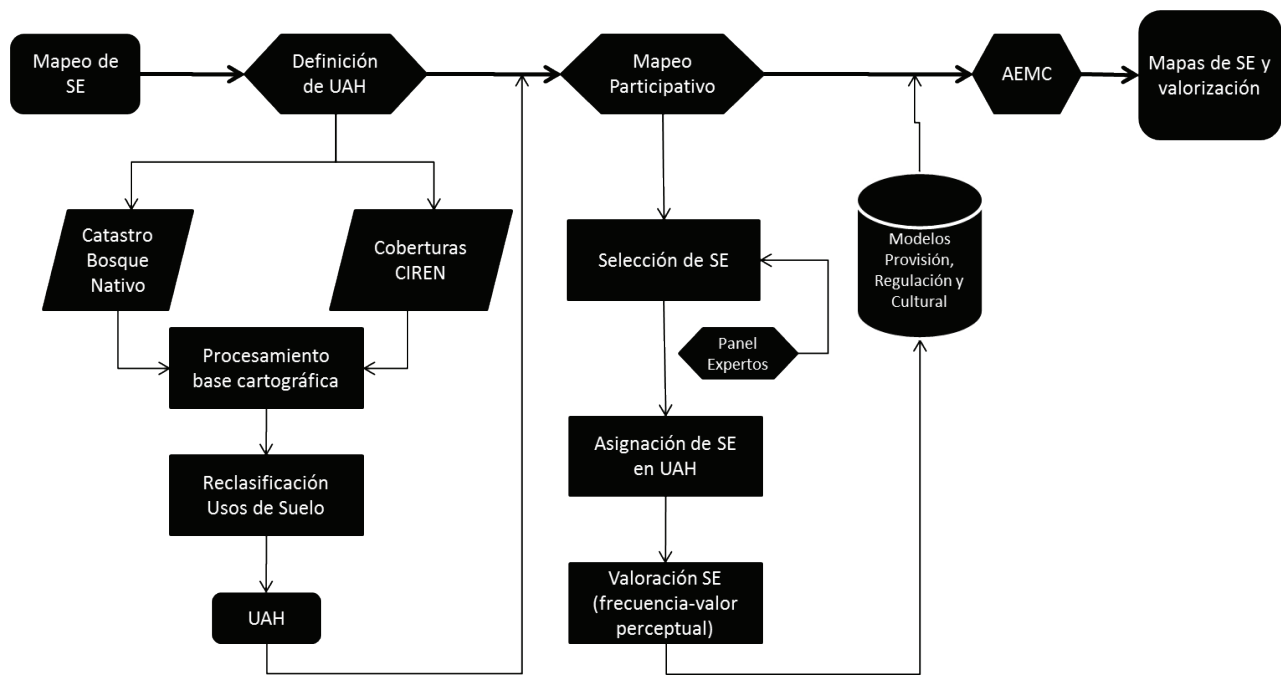 Mapeo de
SE
Definición
de UAH
Mapeo
Participativo
AEMC
Mapas de SE y
valorización
Catastro
Bosque
Nativo
Coberturas
CIREN
Procesamiento
base cartográfica
Reclasificación
Usos de Suelo
UAH
Selección de SE
Panel
Expertos
Asignación de SE
en UAH
Valoración SE
(frecuencia-valor
perceptual)
Modelos
Provisión,
Regulación y
Cultural